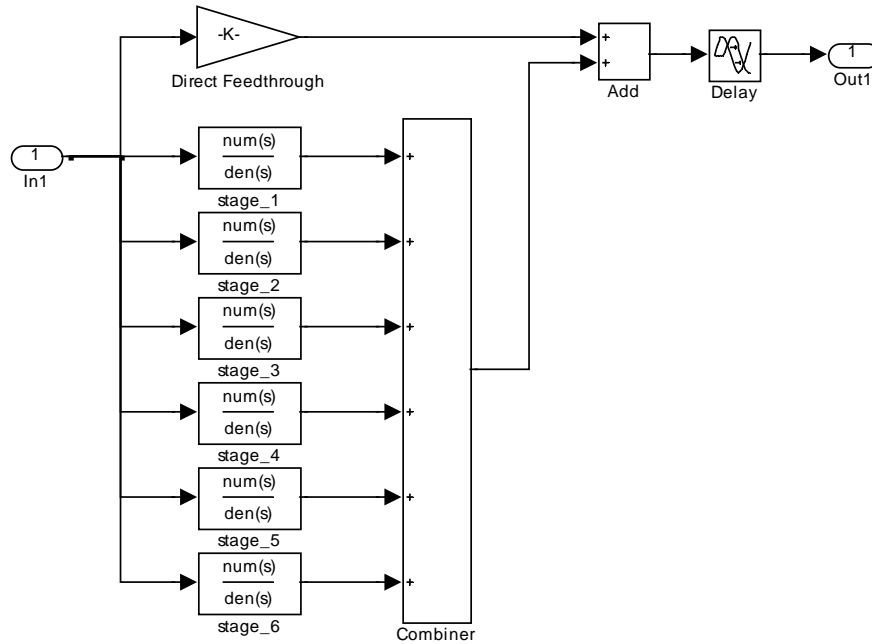 -K-
Direct Feedthrough
+
+
Add
Delay
1
Out1
1
In1
num(s)
den(s)
stage_1
+
num(s)
den(s)
stage_2
+
num(s)
den(s)
stage_3
+
num(s)
den(s)
stage_4
+
num(s)
den(s)
stage_5
+
num(s)
den(s)
stage_6
+
Combiner